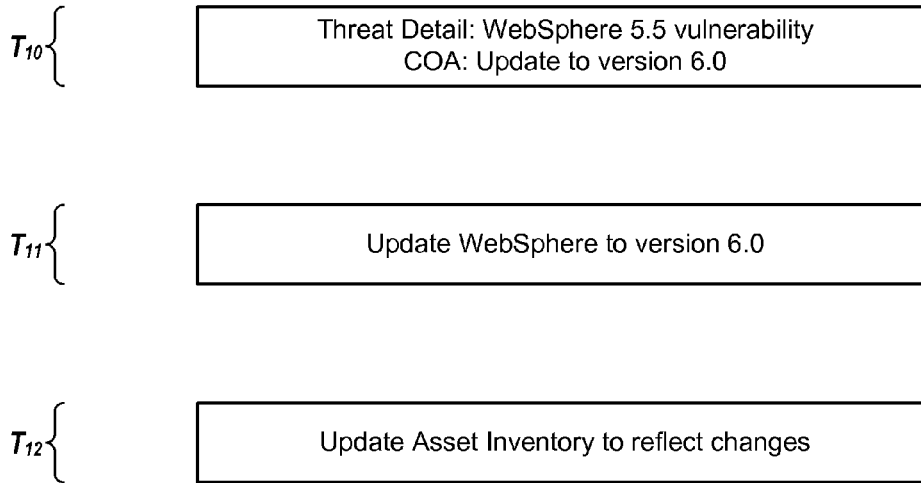 T10
Threat Detail: WebSphere 5.5 vulnerability
COA: Update to version 6.0
T11
Update WebSphere to version 6.0
T12
Update Asset Inventory to reflect changes